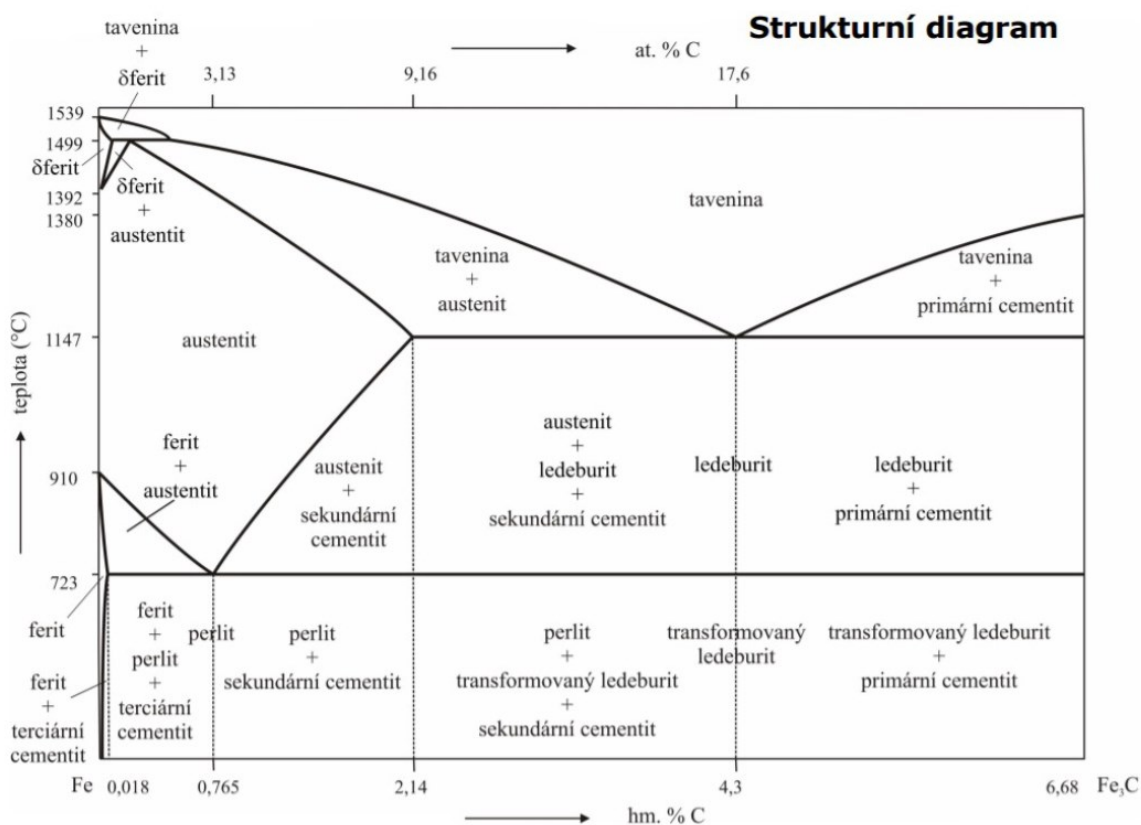 Strukturní diagram
at. % C
3,13
9,16
17,6
tavenina
+
δferit
1539
1499
δferit
1392
1380
δferit
+
austentit
tavenina
tavenina
+
austenit
tavenina
+
primární cementit
teplota (°C)
1147
austentit
ferit
+
austentit
910
austenit
+
sekundární
cementit
austenit
+
ledeburit
+
sekundární cementit
ledeburit
ledeburit
+
primární cementit
723
ferit
ferit
+
terciární
cementit
ferit
+
perlit
+
terciární
cementit
perlit
perlit
+
sekundární cementit
perlit
+
transformovaný ledeburit
+
sekundární cementit
transformovaný
ledeburit
transformovaný ledeburit
+
primární cementit
Fe
0,018
0,765
2,14
4,3
6,68
Fe₃C
hm. % C